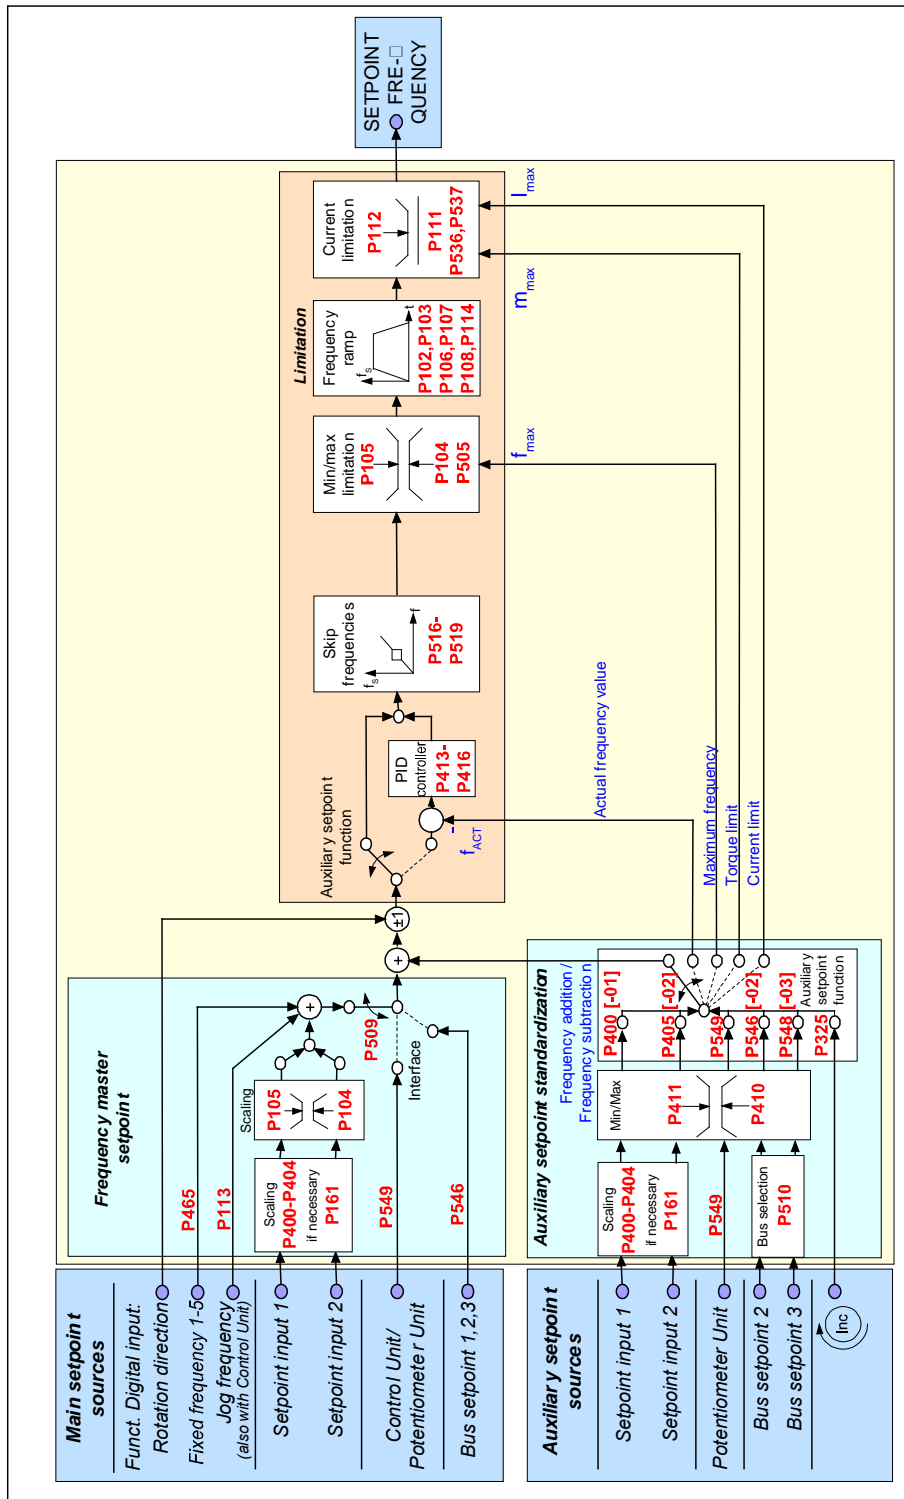 Main setpoint
sources
Funct. Digital input:
Rotation direction
Fixed frequency 1-5
Jog frequency
(also with Control Unit)
Setpoint input 1
Setpoint input 2
Control Unit/
Potentiometer Unit
Bus setpoint 1,2,3
Frequency master
setpoint
P465
P113
Scaling
P400-P404
if necessary
P161
Scaling
P105
P104
P549
P546
P509
Interface
+
+
±1
Limitation
Auxiliary setpoint
function
f ACT
-
PID
controller
P413-
P416
Skip
frequencies
fs
f
P516-
P519
Min/max
limitation
P105
P104
P505
Frequency
ramp
fs
t
P102,P103
P106,P107
P108,P114
Current
limitation
P112
P111
P536,P537
SETPOINT
FRE-□
QUENCY
f max
m max
I max
Actual frequency value
Maximum frequency
Torque limit
Current limit
Auxiliary setpoint
sources
Setpoint input 1
Setpoint input 2
Potentiometer Unit
Bus setpoint 2
Bus setpoint 3
Inc
Auxiliary setpoint standardization
Scaling
P400-P404
if necessary
P161
P549
Bus selection
P510
Min/Max
P411
P410
Frequency addition /
Frequency subtraction
P400 [-01]
P405 [-02]
P549
P546 [-02]
P548 [-03]
P325
Auxiliary
setpoint
function